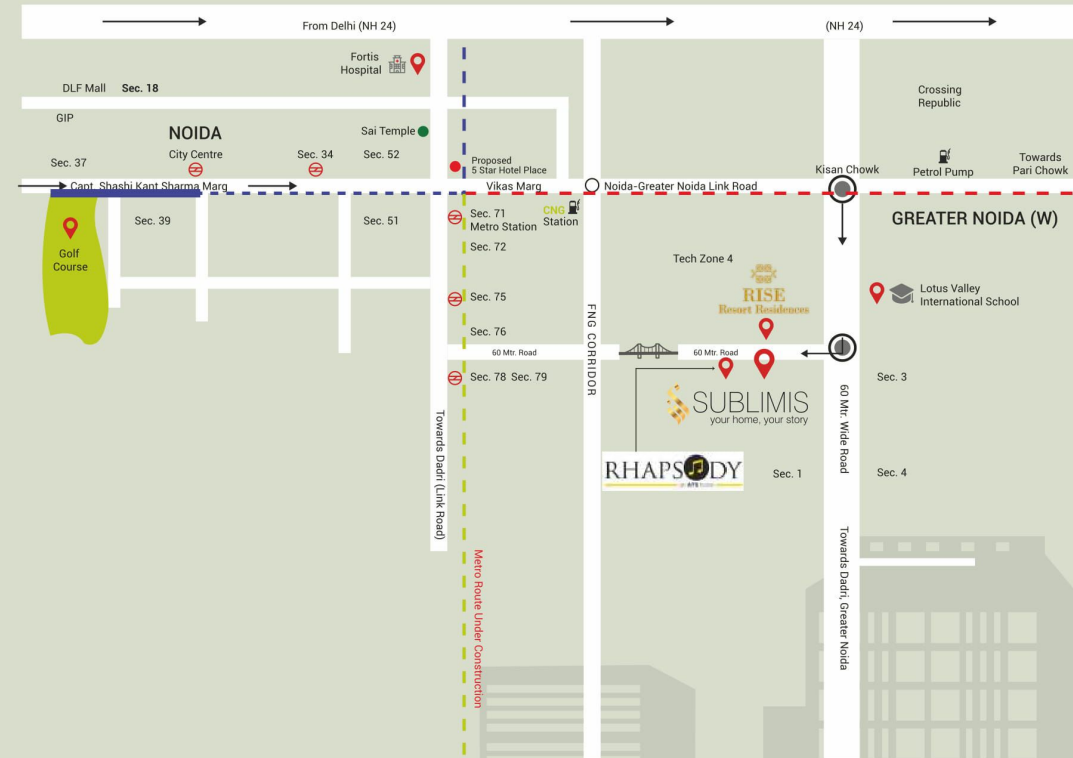 From Delhi (NH 24)
(NH 24)
Fortis
Hospital
DLF Mall Sec. 18
GIP
NOIDA
Sai Temple
Crossing
Republic
Sec. 37
City Centre
Sec. 34
Sec. 52
Proposed
5 Star Hotel Place
Kisan Chowk
Petrol Pump
Towards
Pari Chowk
Capt. Shashi Kant Sharma Marg
Vikas Marg
Noida-Greater Noida Link Road
Sec. 39
Sec. 51
Sec. 71
Metro Station
CNG
Station
GREATER NOIDA (W)
Golf
Course
Sec. 72
Tech Zone 4
RISE
Resort Residences
Lotus Valley
International School
Sec. 75
Sec. 76
FNG CORRIDOR
60 Mtr. Road
60 Mtr. Road
Sec. 78 Sec. 79
Sec. 3
SUBLIMIS
your home, your story
60 Mtr. Wide Road
Towards Dadri (Link Road)
RHAPSODY
Sec. 1
Sec. 4
Towards Dadri, Greater Noida
Metro Route Under Construction